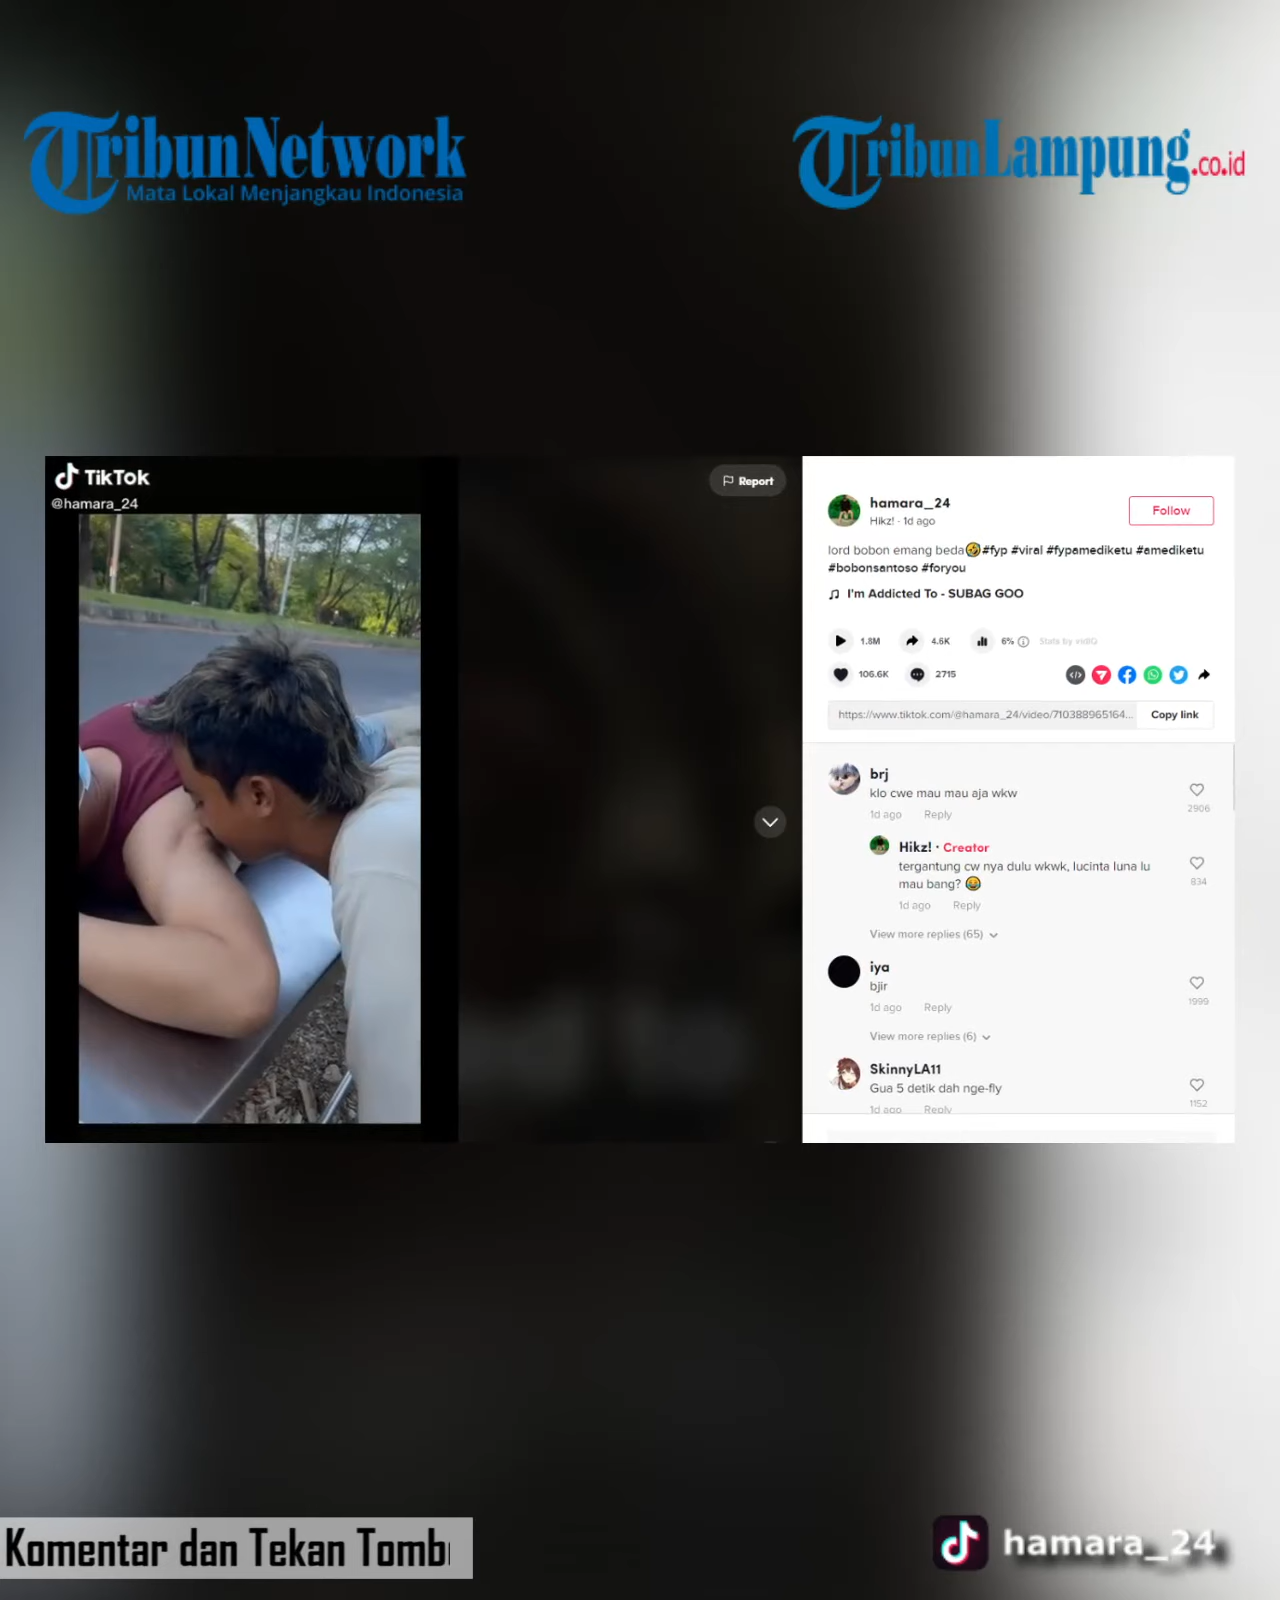 TribunNetwork
Mata Lokal Menjangkau Indonesia
TribunLampung.co.id
TikTok
@hamara_24
Report
hamara_24
Hikz! · 1d ago
Follow
lord bobon emang beda🤣#fyp #viral #fypamediketu #amediketu
#bobonsantoso #foryou
I'm Addicted To - SUBAG GOO
1.8M
4.6K
6%
106.6K
2715
https://www.tiktok.com/@hamara_24/video/710388965164...
Copy link
brj
klo cwe mau mau aja wkw
2906
1d ago Reply
Hikz! · Creator
tergantung cw nya dulu wkwk, lucinta luna lu
mau bang? 😂
834
1d ago Reply
View more replies (65)
iya
bjir
1999
1d ago Reply
View more replies (6)
SkinnyLA11
Gua 5 detik dah nge-fly
1152
1d ago Reply
Komentar dan Tekan
hamara_24